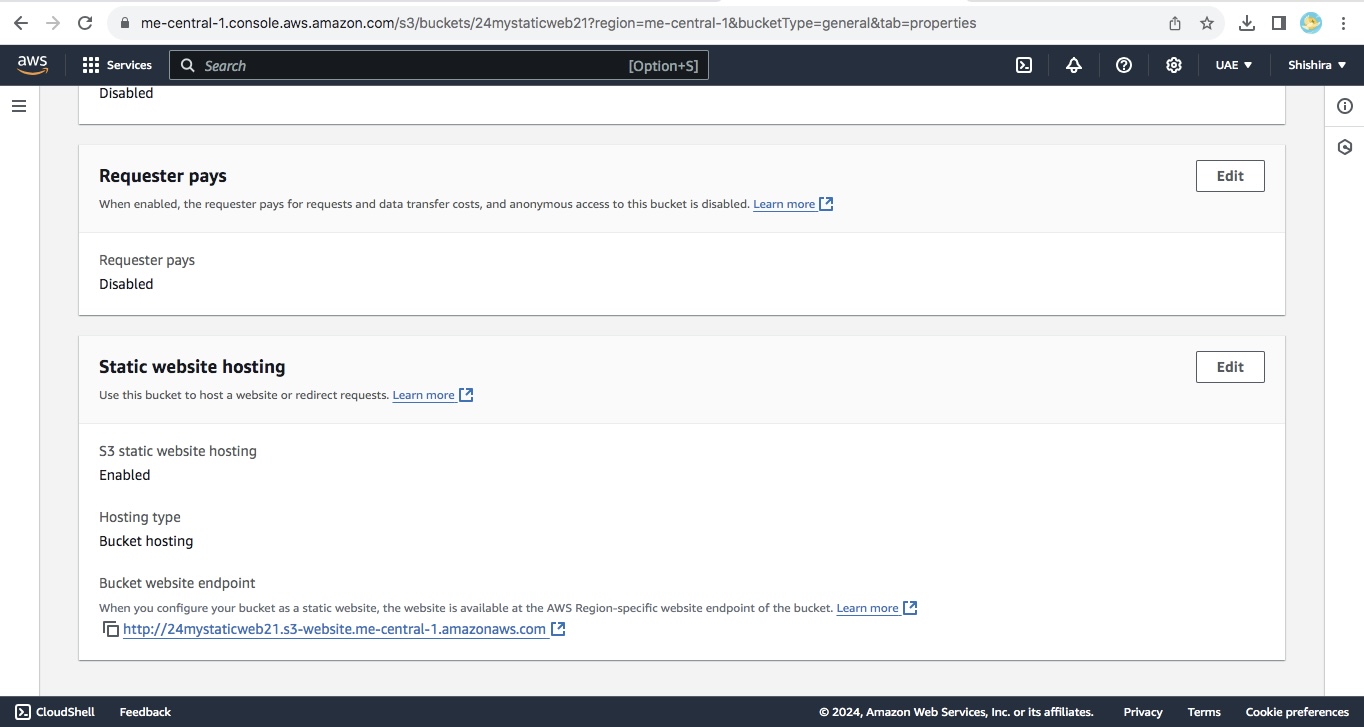 me-central-1.console.aws.amazon.com/s3/buckets/24mystaticweb21?region=me-central-1&bucketType=general&tab=properties
aws Services Search [Option+S] UAE ▼ Shishira ▼
Disabled
Requester pays Edit
When enabled, the requester pays for requests and data transfer costs, and anonymous access to this bucket is disabled. Learn more
Requester pays
Disabled
Static website hosting Edit
Use this bucket to host a website or redirect requests. Learn more
S3 static website hosting
Enabled
Hosting type
Bucket hosting
Bucket website endpoint
When you configure your bucket as a static website, the website is available at the AWS Region-specific website endpoint of the bucket. Learn more
http://24mystaticweb21.s3-website.me-central-1.amazonaws.com
CloudShell Feedback © 2024, Amazon Web Services, Inc. or its affiliates. Privacy Terms Cookie preferences